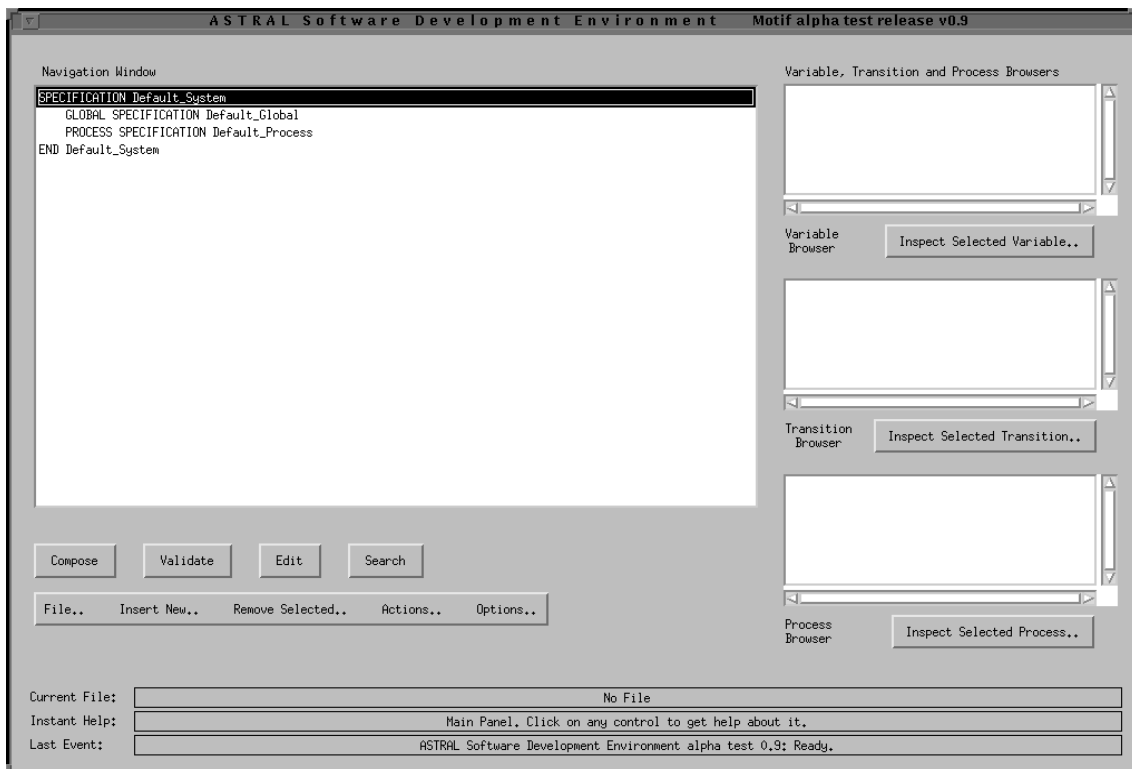 ASTRAL Software Development Environment Motif alpha test release v0.9
Navigation Window
SPECIFICATION Default_System
GLOBAL SPECIFICATION Default_Global
PROCESS SPECIFICATION Default_Process
END Default_System
Variable, Transition and Process Browsers
Variable
Browser
Inspect Selected Variable..
Transition
Browser
Inspect Selected Transition..
Process
Browser
Inspect Selected Process..
Compose Validate Edit Search
File.. Insert New.. Remove Selected.. Actions.. Options..
Current File: No File
Instant Help: Main Panel. Click on any control to get help about it.
Last Event: ASTRAL Software Development Environment alpha test 0.9: Ready.